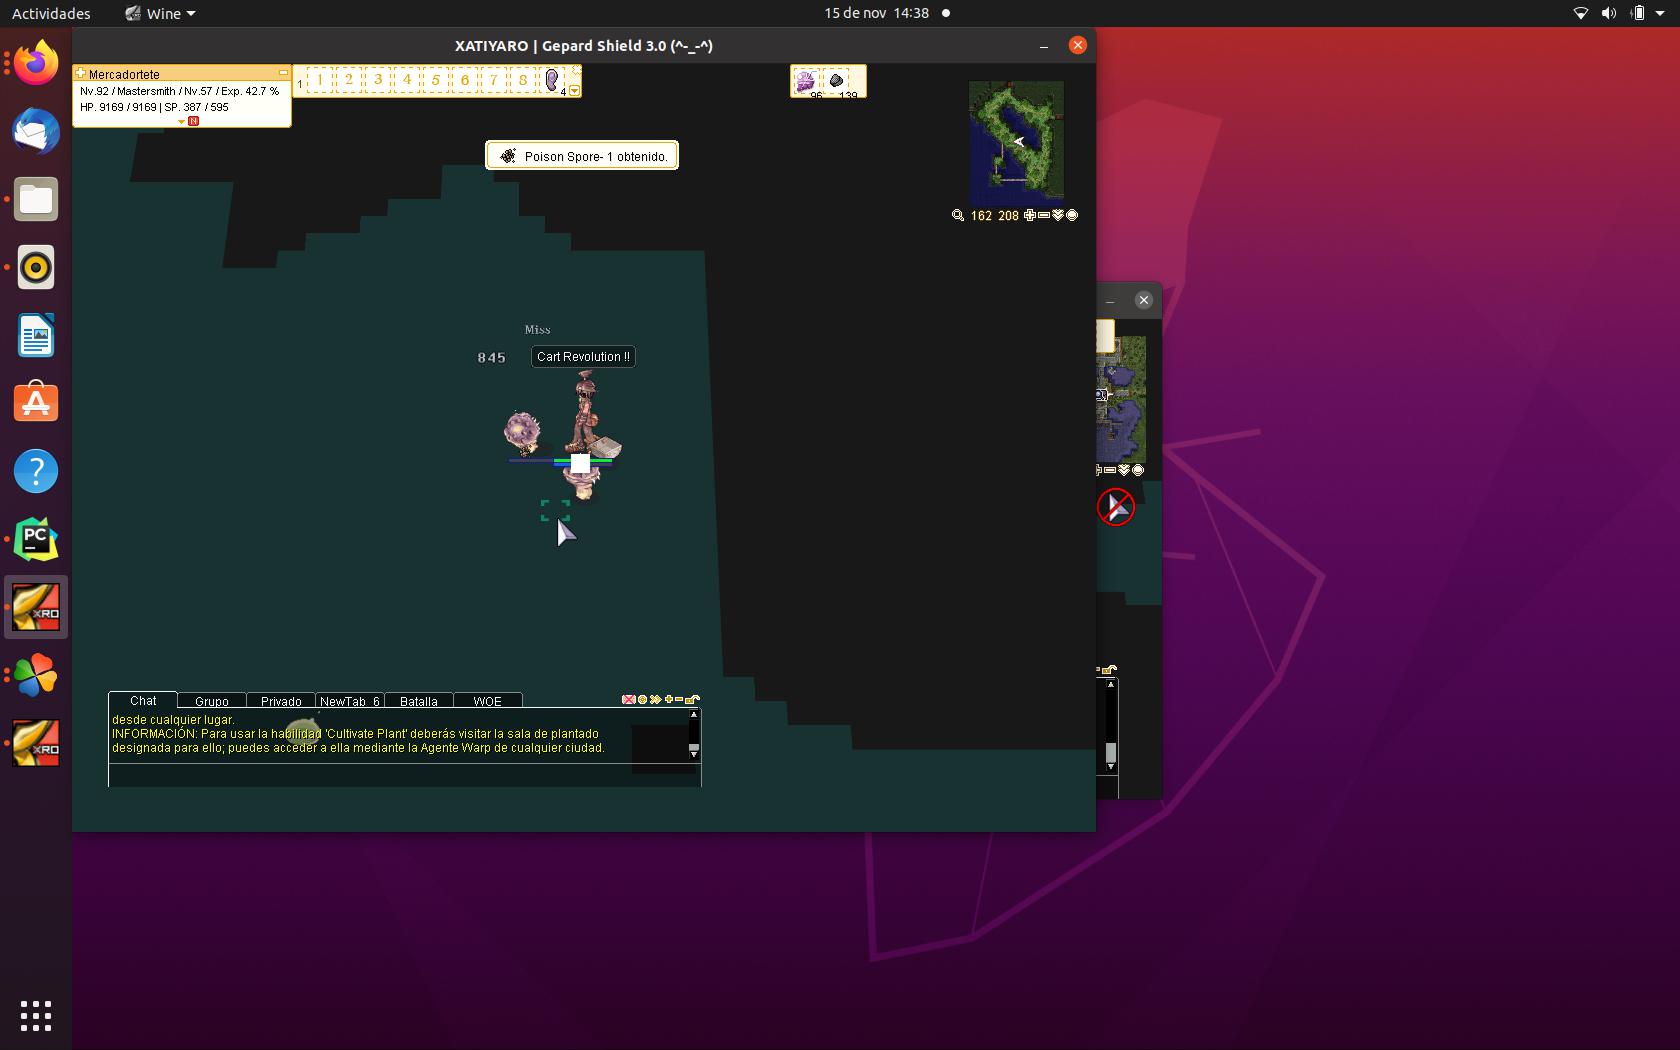 Actividades
Wine
15 de nov 14:38
XATIYARO | Gepard Shield 3.0 (^-_-^)
Mercadortete
Nv.92 / Mastersmith / Nv.57 / Exp. 42.7 %
HP. 9169 / 9169 | SP. 387 / 595
N
1
1 2 3 4 5 6 7 8
4
96 139
Poison Spore- 1 obtenido.
162 208
Miss
845
Cart Revolution !!
PC
XRO
XRO
Chat Grupo Privado NewTab_6 Batalla WOE
desde cualquier lugar.
INFORMACIÓN: Para usar la habilidad 'Cultivate Plant' deberás visitar la sala de plantado
designada para ello; puedes acceder a ella mediante la Agente Warp de cualquier ciudad.